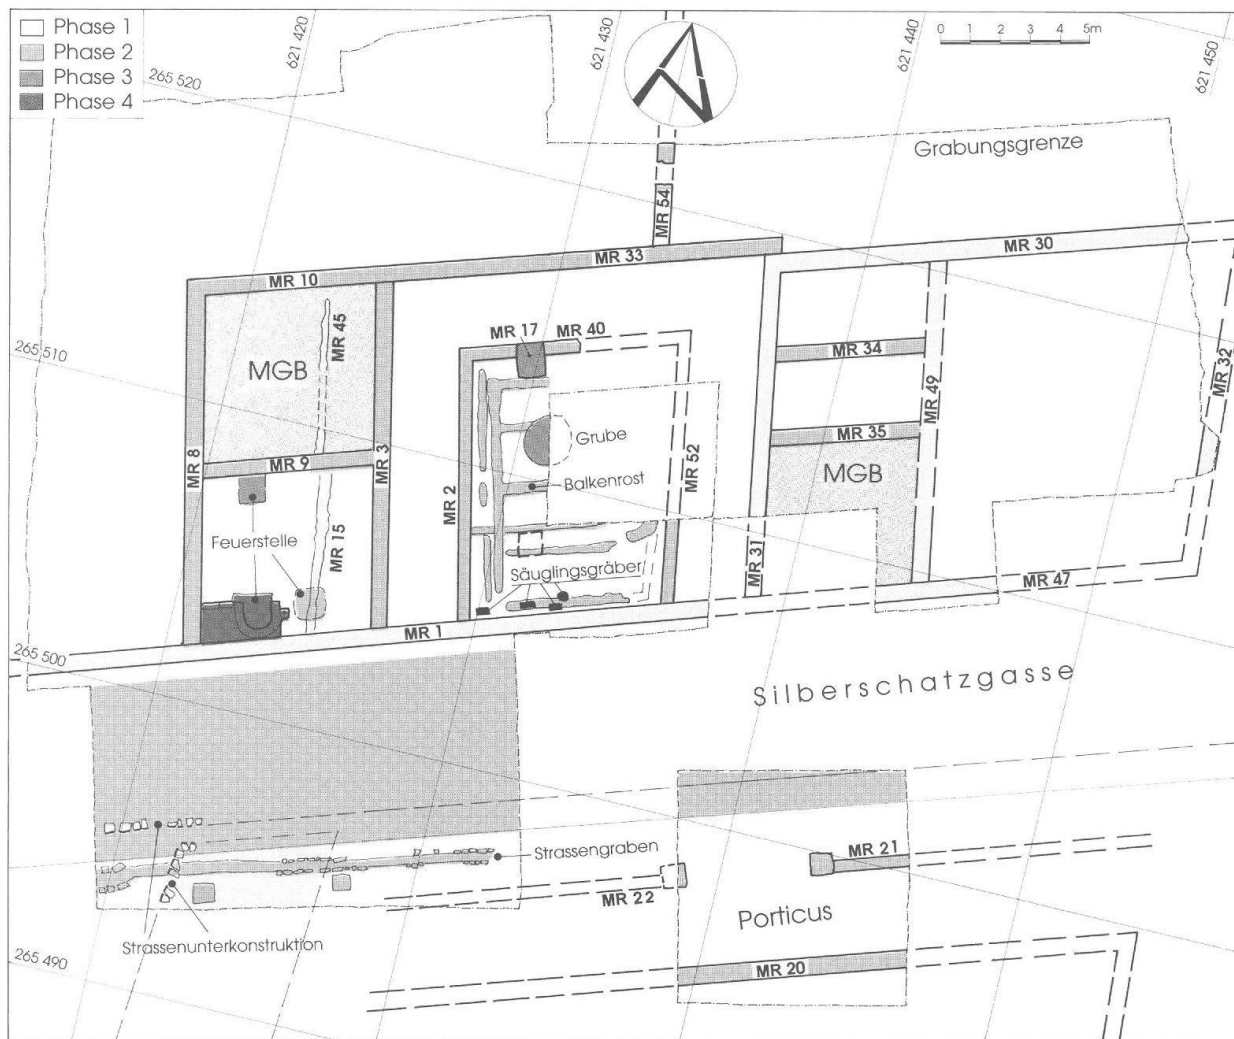 Phase 1
Phase 2
Phase 3
Phase 4
621 420
621 430
621 440
621 450
0 1 2 3 4 5m
265 520
Grabungsgrenze
MR 54
MR 33
MR 30
MR 10
MR 45
MR 17
MR 40
265 510
MGB
MR 34
MR 32
MR 49
Grube
MR 35
MR 8
MR 9
MR 3
MR 2
MR 52
Balkenrost
MGB
Feuerstelle
MR 15
MR 31
Säuglingsgräber
MR 47
MR 1
265 500
Silberschatzgasse
Strassengraben
MR 21
MR 22
Porticus
Strassenunterkonstruktion
265 490
MR 20